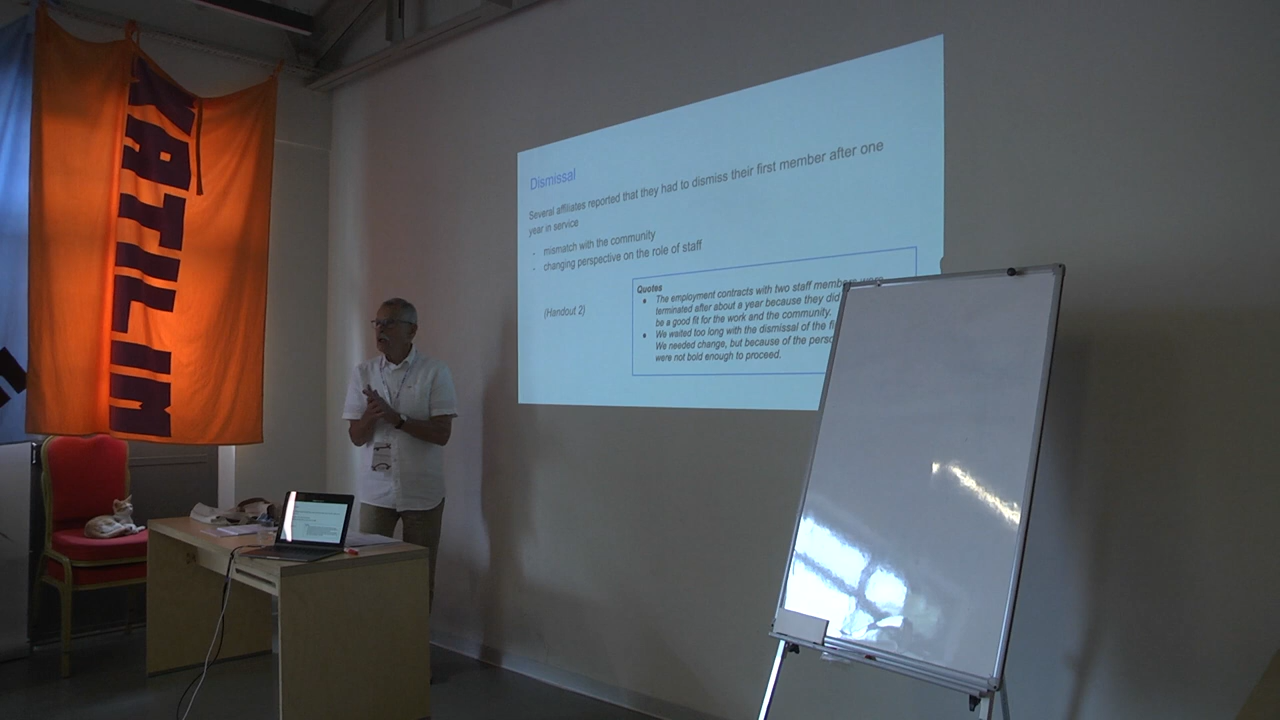 KATILIM
Dismissal
Several affiliates reported that they had to dismiss their first member after one
year in service
- mismatch with the community
- changing perspective on the role of staff
(Handout 2)
Quotes
• The employment contracts with two staff members were
terminated after about a year because they did
be a good fit for the work and the community.
• We waited too long with the dismissal of the
We needed change, but because of the
were not bold enough to proceed.